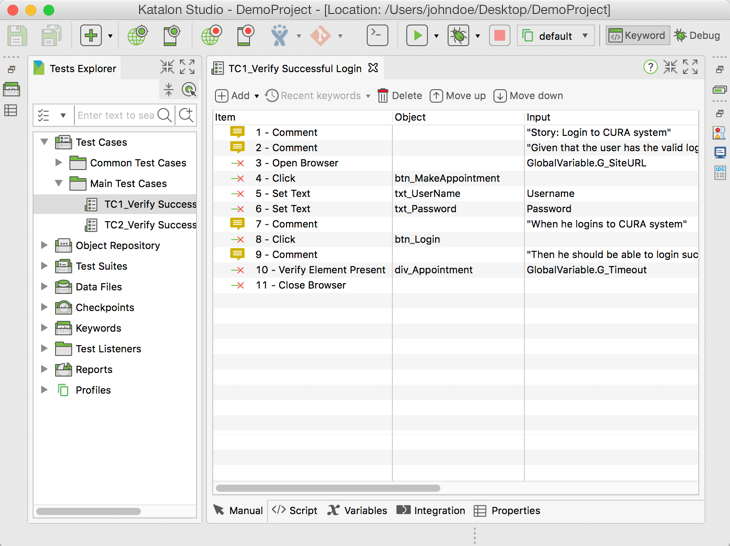 Katalon Studio - DemoProject - [Location: /Users/johndoe/Desktop/DemoProject]
default
Keyword
Debug
Tests Explorer
Enter text to sea
Test Cases
Common Test Cases
Main Test Cases
TC1_Verify Success
TC2_Verify Success
Object Repository
Test Suites
Data Files
Checkpoints
Keywords
Test Listeners
Reports
Profiles
TC1_Verify Successful Login
Add Recent keywords Delete Move up Move down
Item Object Input
1 - Comment "Story: Login to CURA system"
2 - Comment "Given that the user has the valid log
3 - Open Browser GlobalVariable.G_SiteURL
4 - Click btn_MakeAppointment
5 - Set Text txt_UserName Username
6 - Set Text txt_Password Password
7 - Comment "When he logins to CURA system"
8 - Click btn_Login
9 - Comment "Then he should be able to login suc
10 - Verify Element Present div_Appointment GlobalVariable.G_Timeout
11 - Close Browser
Manual </> Script Variables Integration Properties